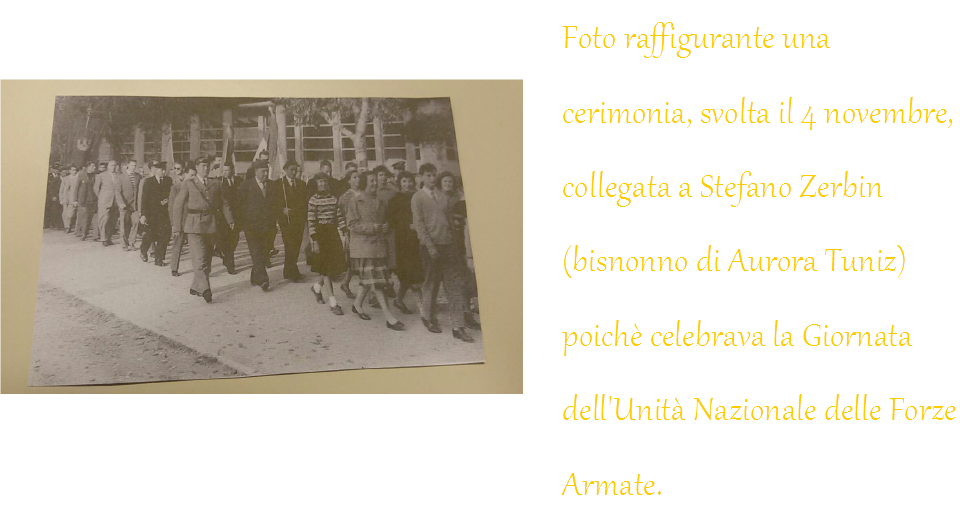 Foto raffigurante una
cerimonia, svolta il 4 novembre,
collegata a Stefano Zerbin
(bisnonno di Aurora Tuniz)
poichè celebrava la Giornata
dell'Unità Nazionale delle Forze
Armate.